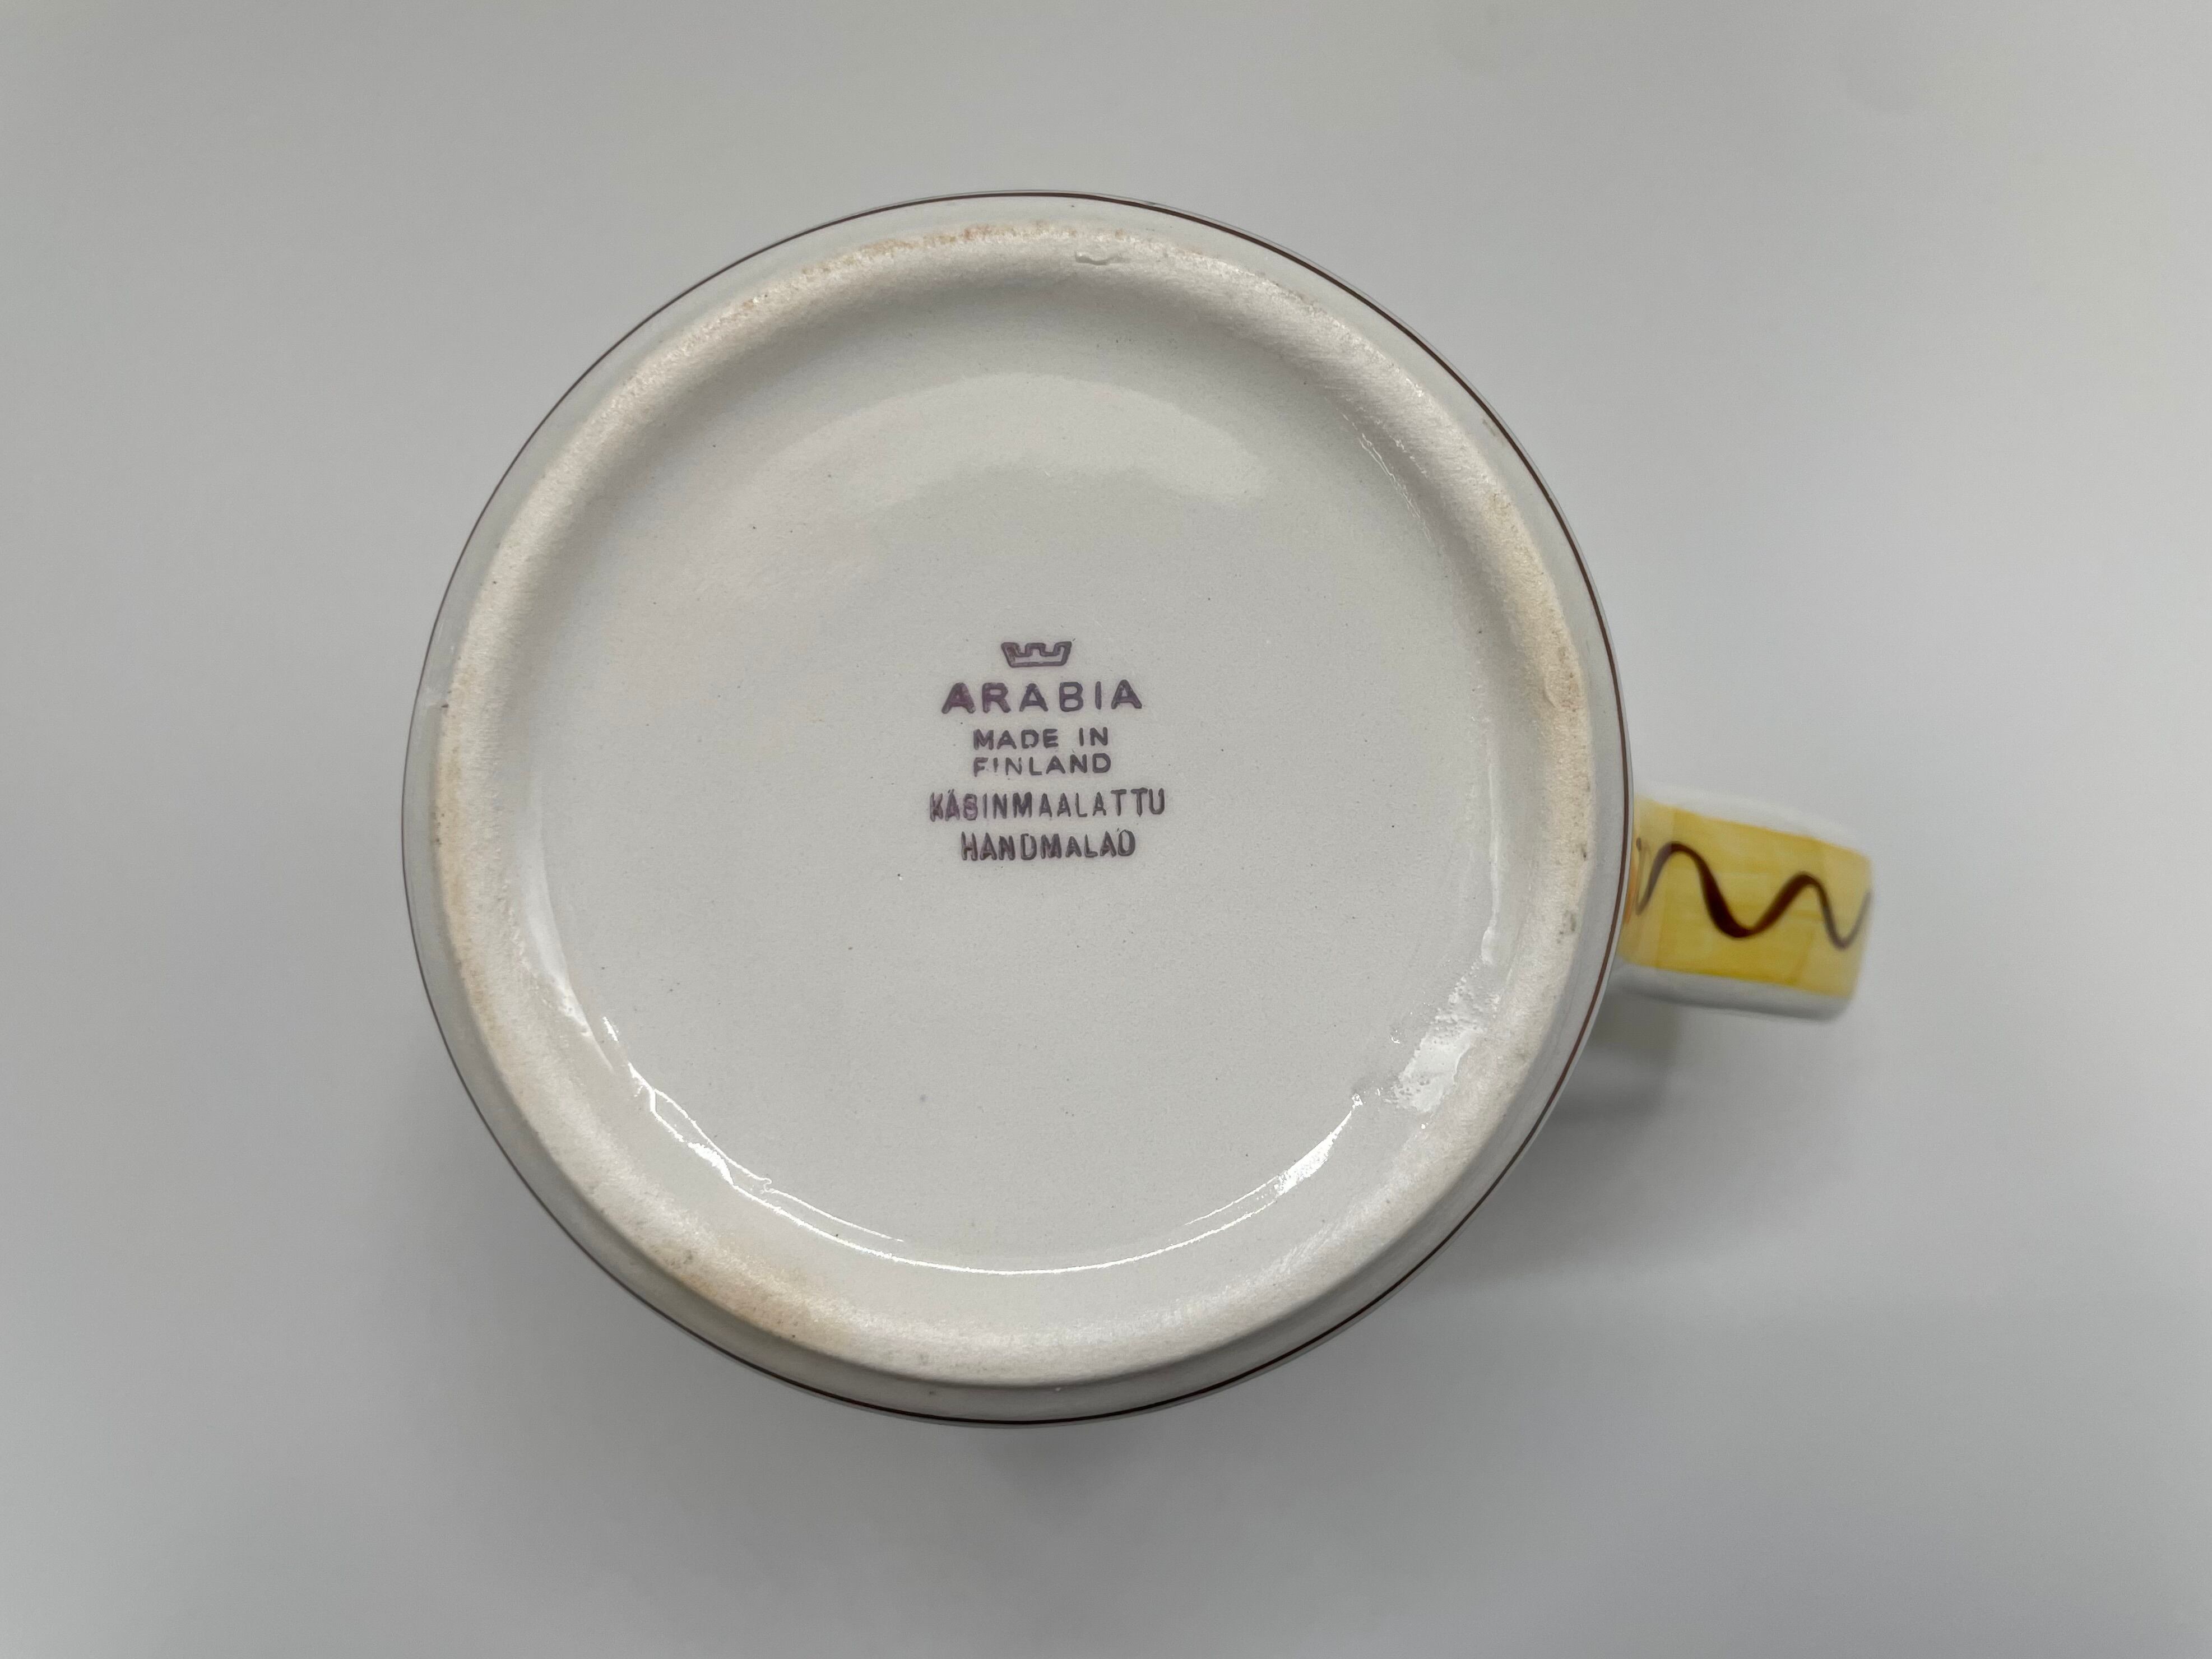 ARABIA
MADE IN
FINLAND
KÄSINMAALATTU
HANDMALAD